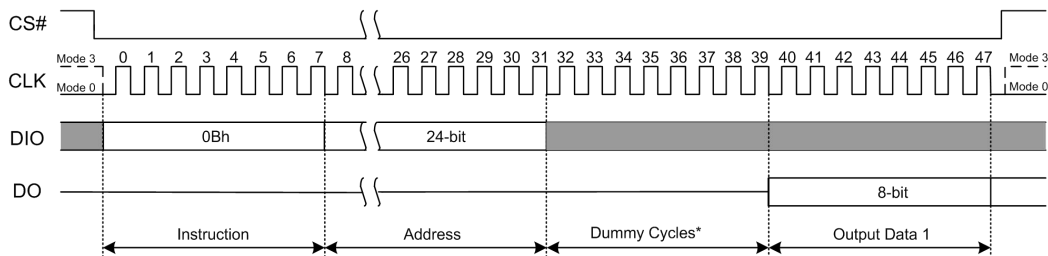 CS#
Mode 3 0 1 2 3 4 5 6 7 8 26 27 28 29 30 31 32 33 34 35 36 37 38 39 40 41 42 43 44 45 46 47 Mode 3
CLK
Mode 0 Mode 0
DIO 0Bh 24-bit
DO 8-bit
Instruction Address Dummy Cycles* Output Data 1